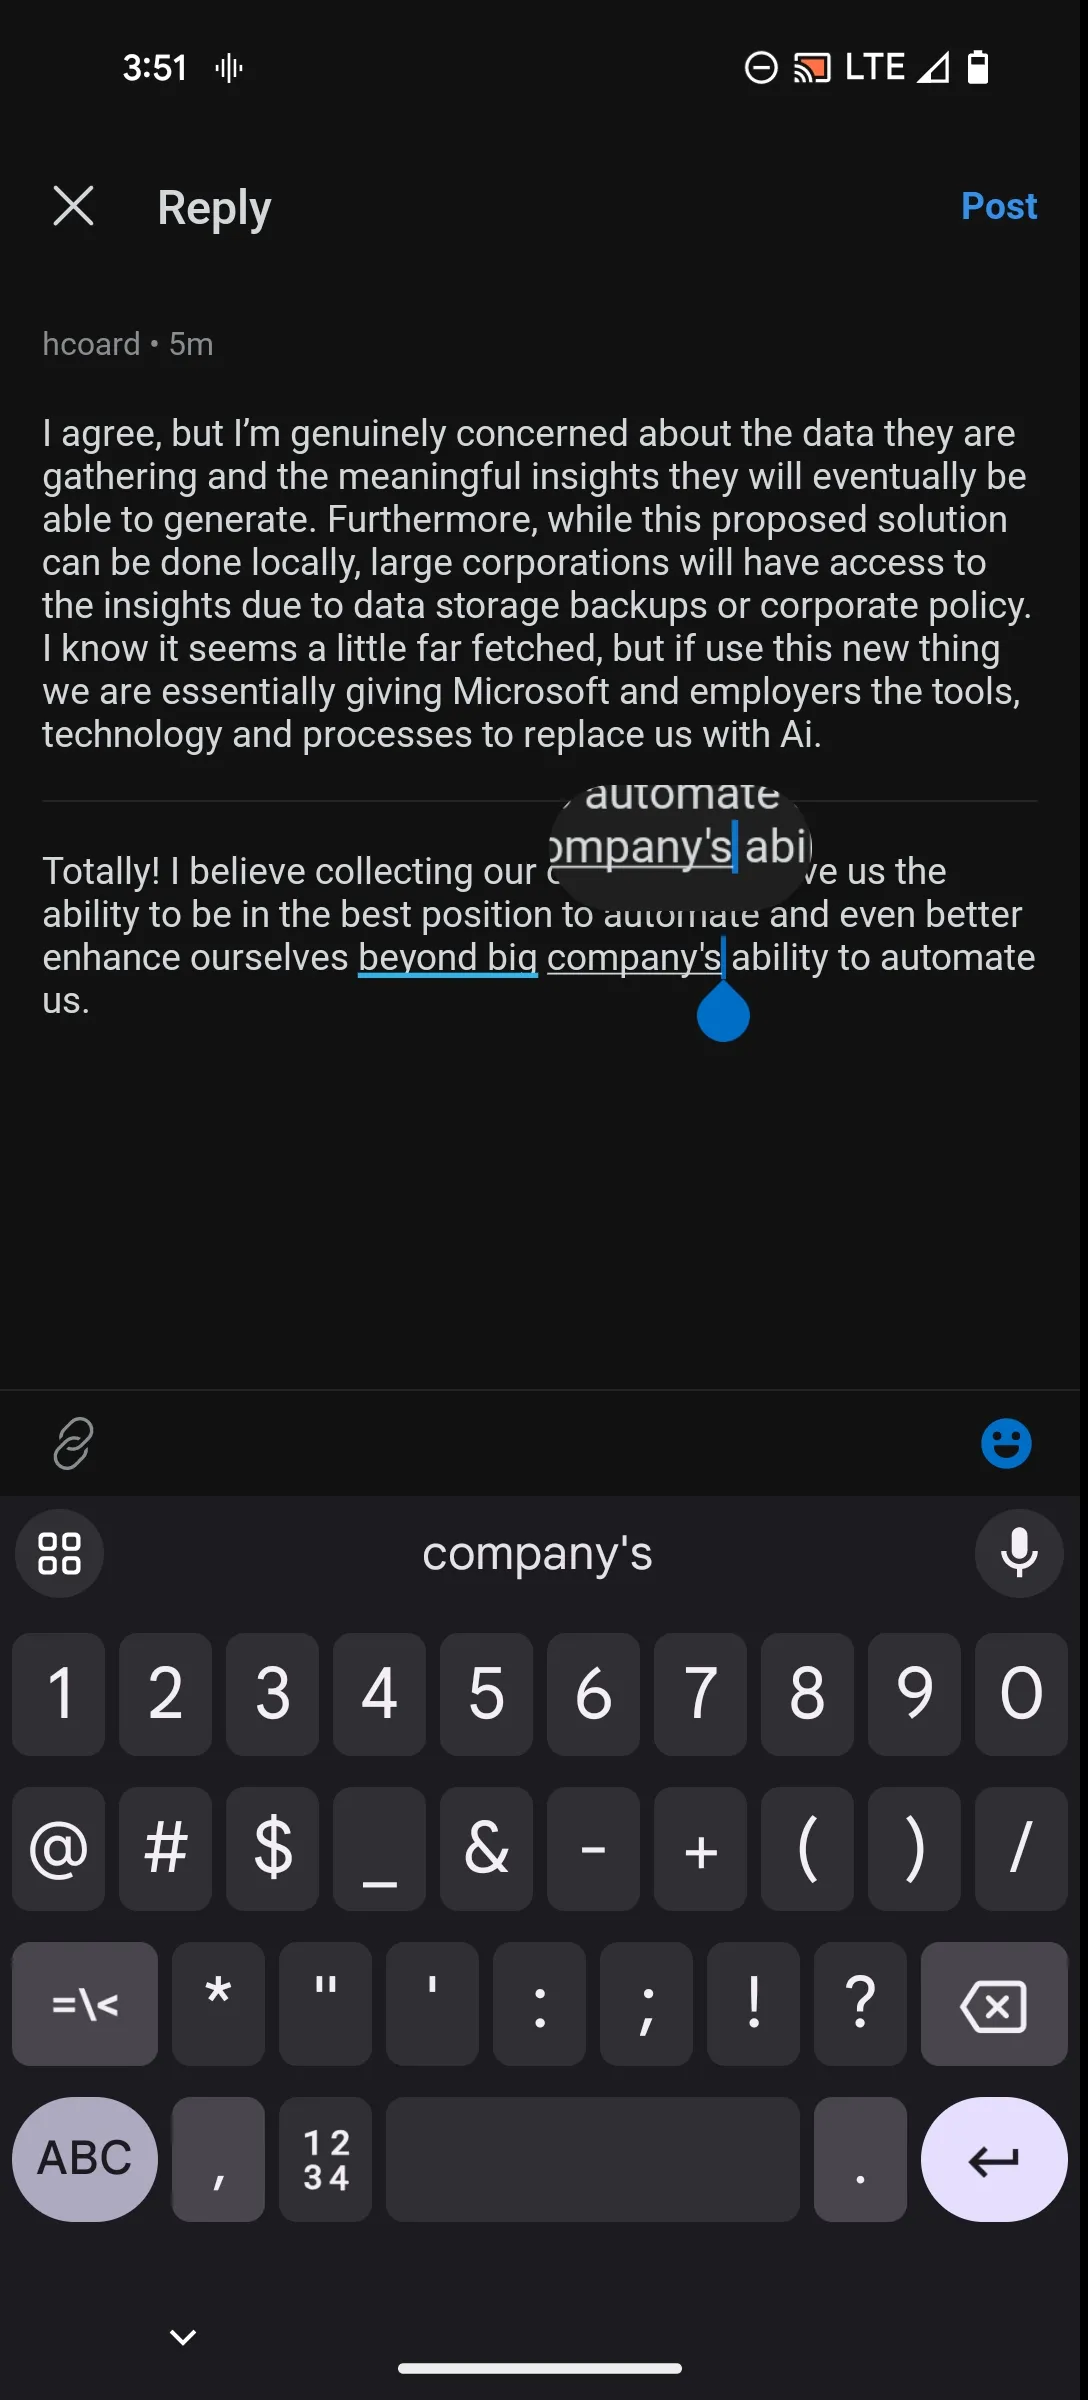 3:51 LTE
Reply Post
hcoard • 5m
I agree, but I’m genuinely concerned about the data they are
gathering and the meaningful insights they will eventually be
able to generate. Furthermore, while this proposed solution
can be done locally, large corporations will have access to
the insights due to data storage backups or corporate policy.
I know it seems a little far fetched, but if use this new thing
we are essentially giving Microsoft and employers the tools,
technology and processes to replace us with Ai.
automate
ompany's abi
Totally! I believe collecting our us the
ability to be in the best position to automate and even better
enhance ourselves beyond big company's ability to automate
us.
company's
1 2 3 4 5 6 7 8 9 0
@ # $ _ & - + ( ) /
=\< * " ' : ; ! ?
ABC , 12 .
34